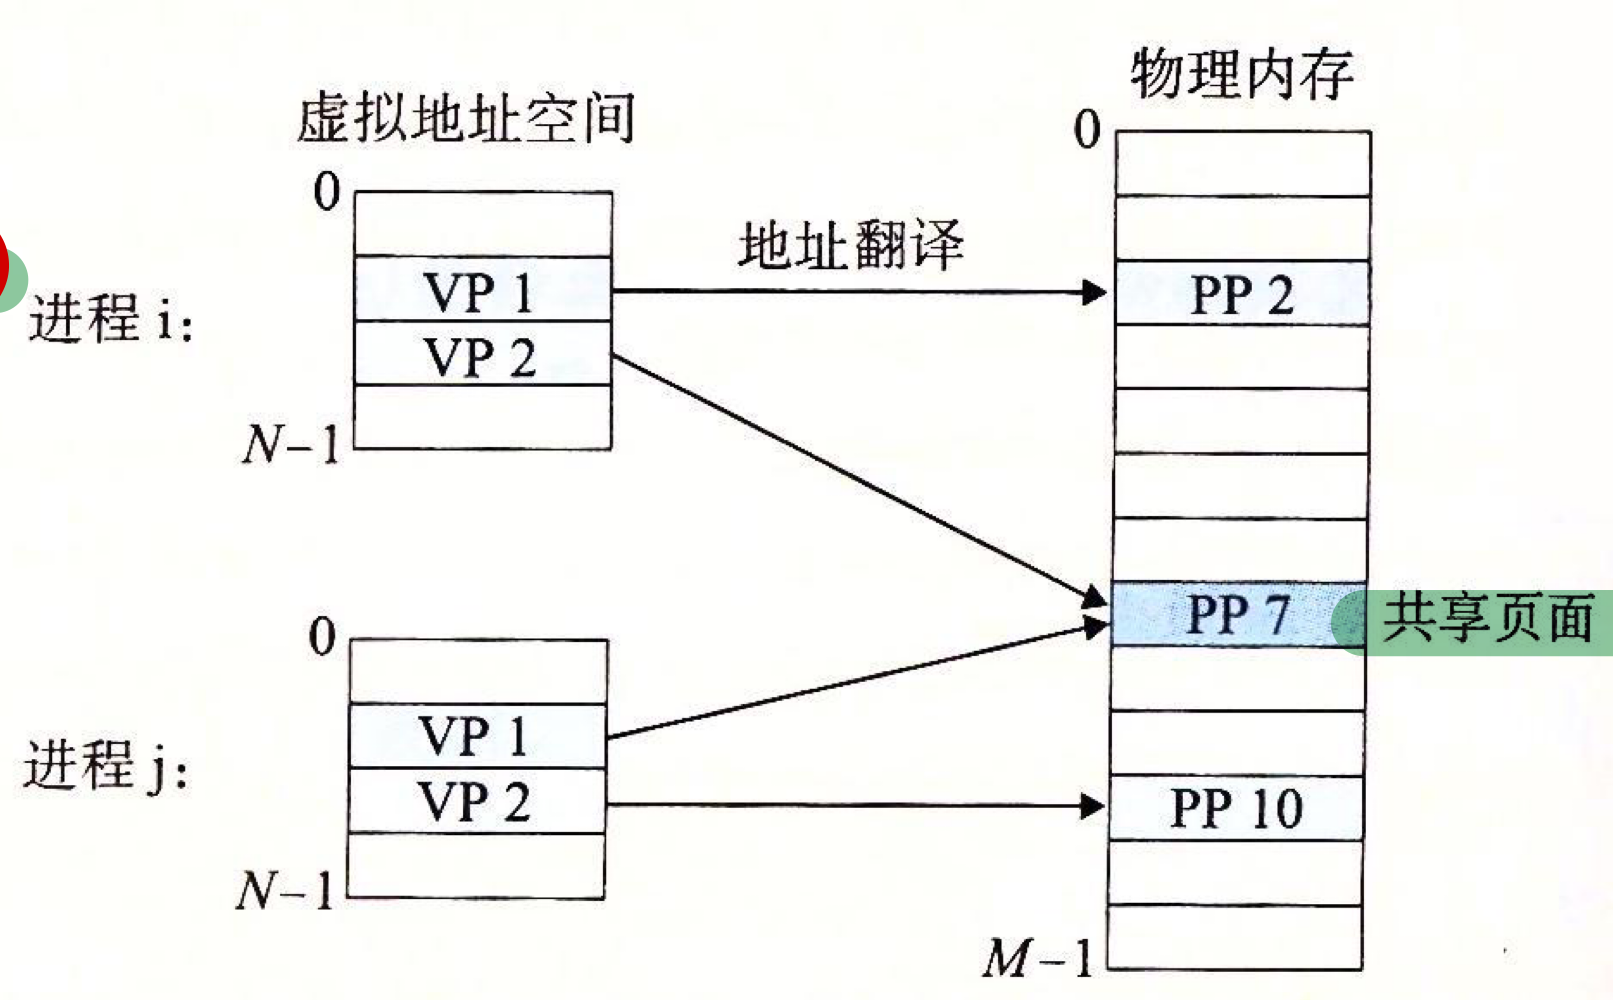 物理内存
虚拟地址空间
0
0
地址翻译
VP 1
PP 2
进程 i:
VP 2
N-1
PP 7
共享页面
0
VP 1
进程 j:
VP 2
PP 10
N-1
M-1